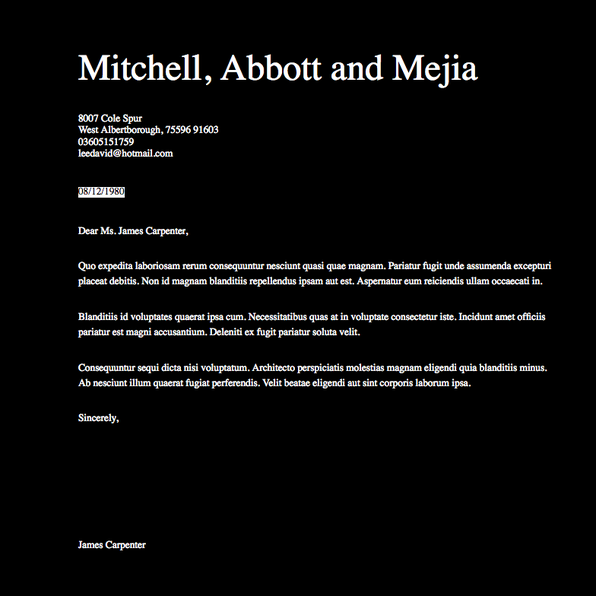 Mitchell, Abbott and Mejia
8007 Cole Spur
West Albertborough, 75596 91603
03605151759
leedavid@hotmail.com
08/12/1980
Dear Ms. James Carpenter,
Quo expedita laboriosam rerum consequuntur nesciunt quasi quae magnam. Pariatur fugit unde assumenda excepturi
placeat debitis. Non id magnam blanditiis repellendus ipsam aut est. Aspernatur eum reiciendis ullam occaecati in.
Blanditiis id voluptates quaerat ipsa cum. Necessitatibus quas at in voluptate consectetur iste. Incidunt amet officiis
pariatur est magni accusantium. Deleniti ex fugit pariatur soluta velit.
Consequuntur sequi dicta nisi voluptatum. Architecto perspiciatis molestias magnam eligendi quia blanditiis minus.
Ab nesciunt illum quaerat fugiat perferendis. Velit beatae eligendi aut sint corporis laborum ipsa.
Sincerely,
James Carpenter